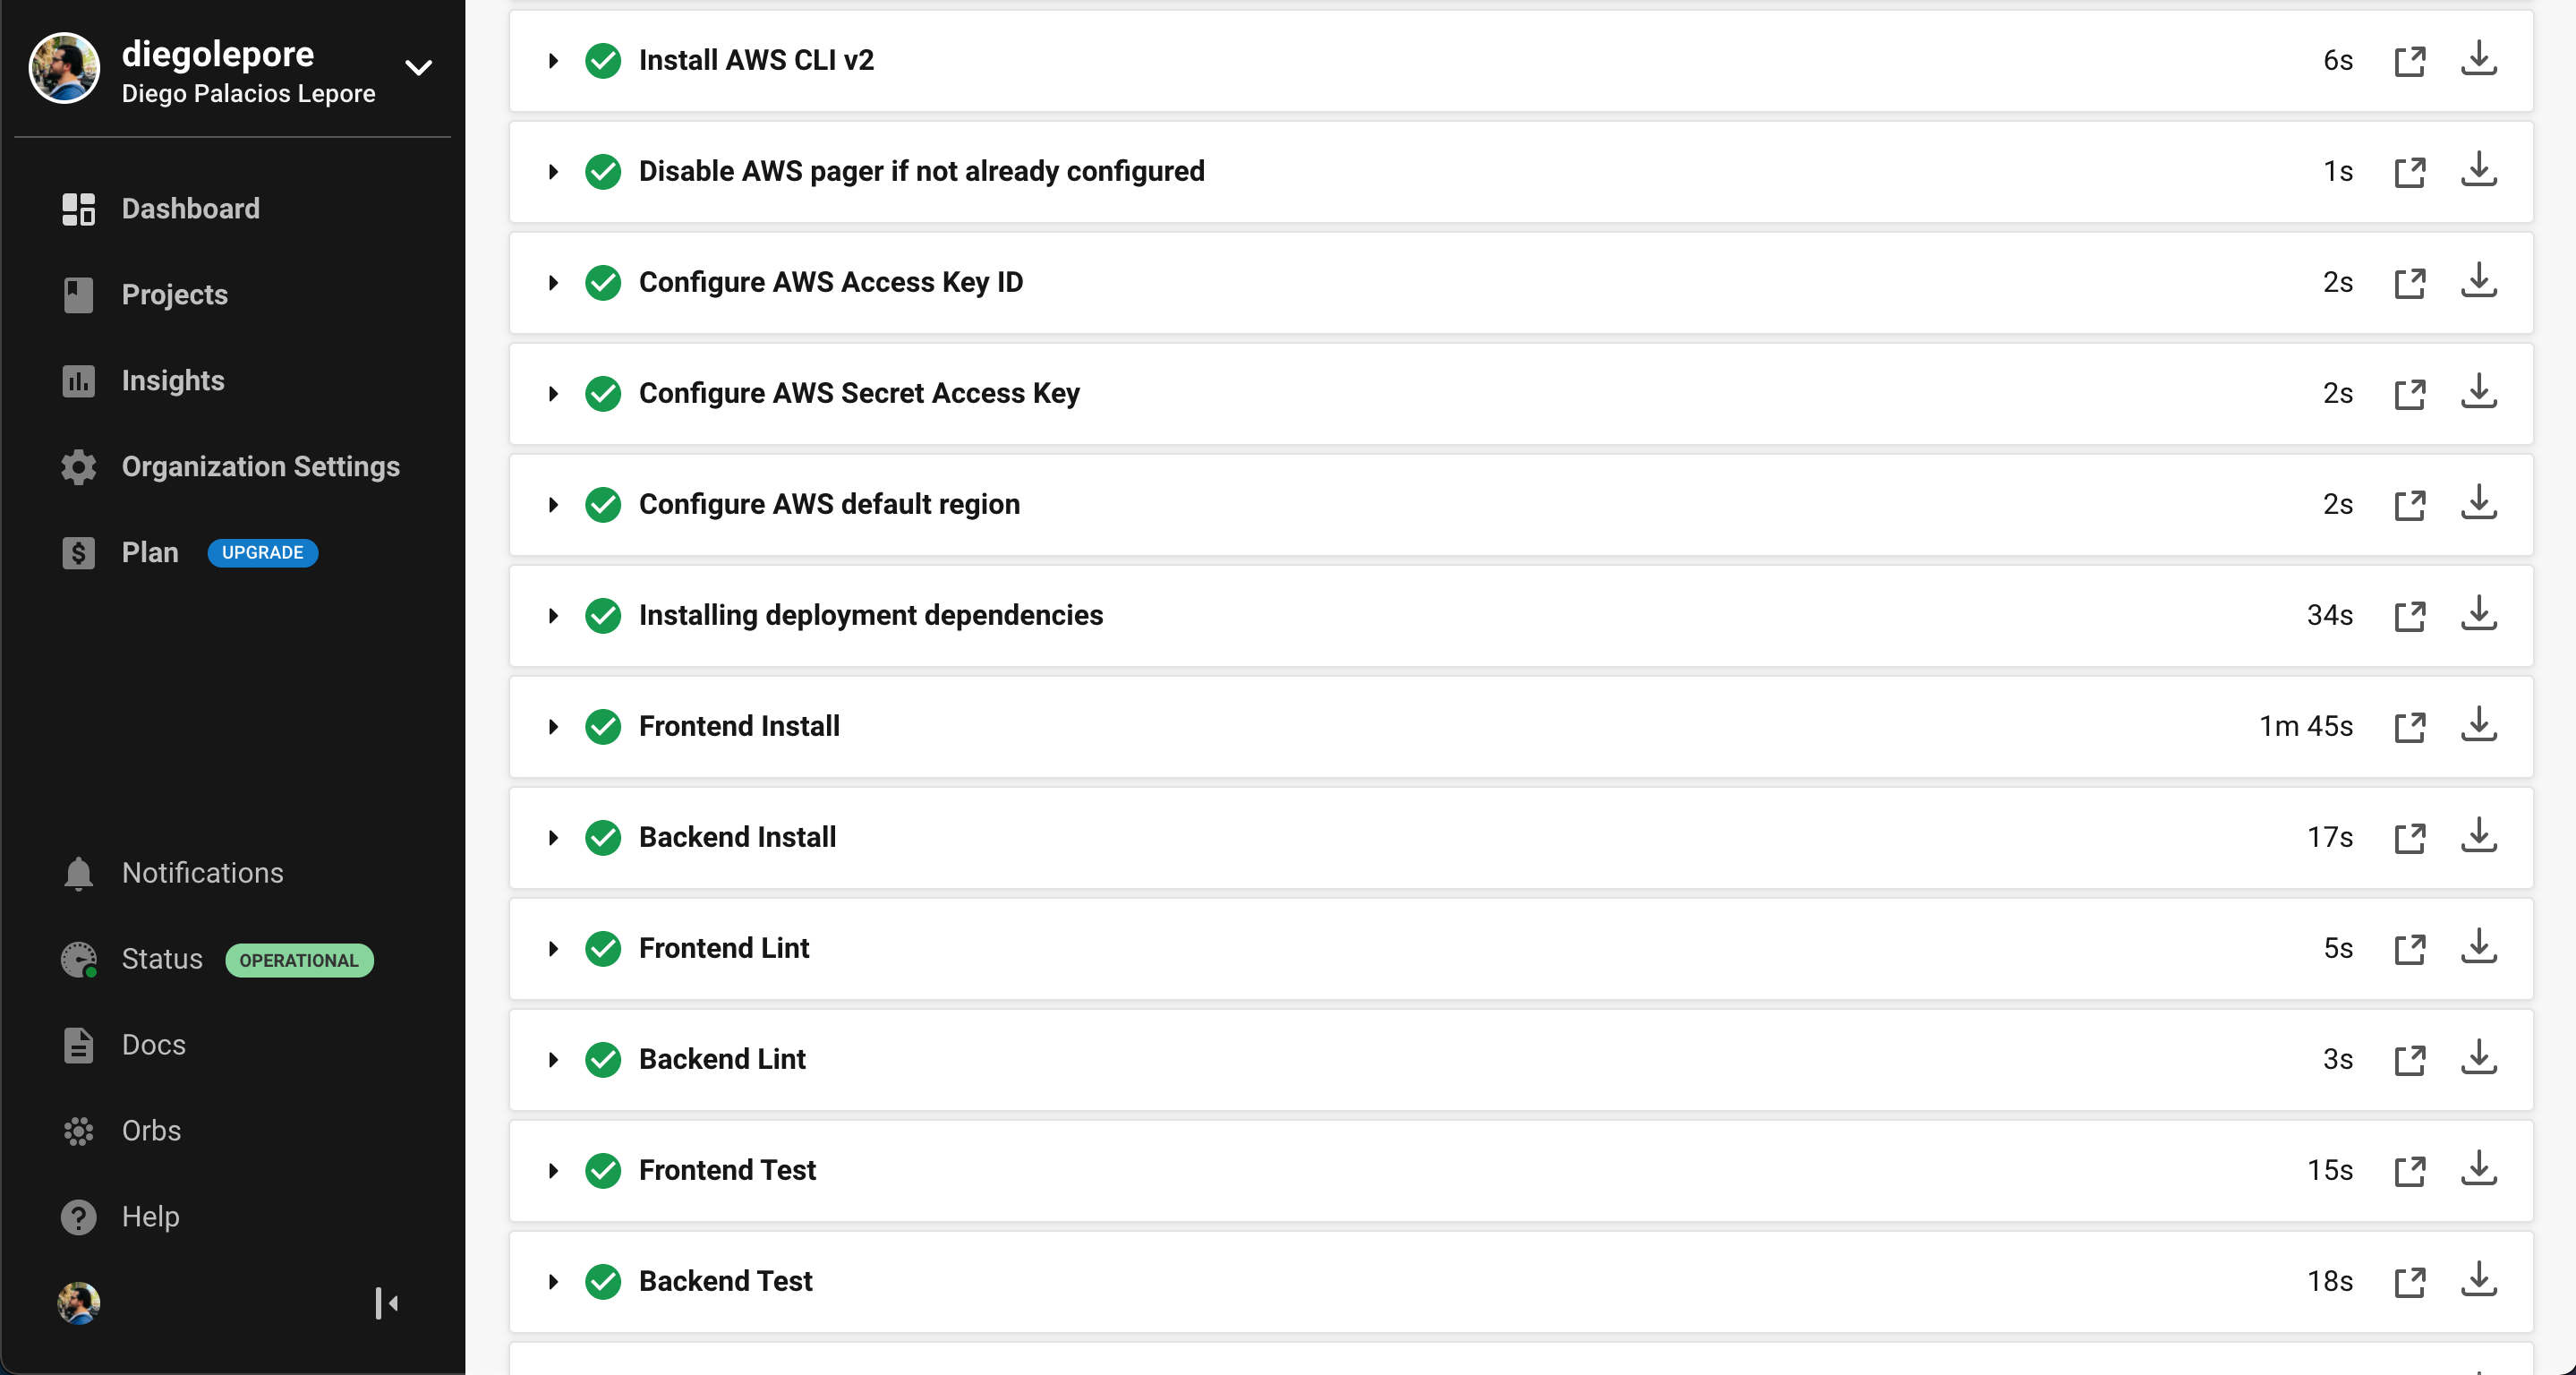 diegolepore
Diego Palacios Lepore
Dashboard
Projects
Insights
Organization Settings
Plan UPGRADE
Notifications
Status OPERATIONAL
Docs
Orbs
Help
Install AWS CLI v2 6s
Disable AWS pager if not already configured 1s
Configure AWS Access Key ID 2s
Configure AWS Secret Access Key 2s
Configure AWS default region 2s
Installing deployment dependencies 34s
Frontend Install 1m 45s
Backend Install 17s
Frontend Lint 5s
Backend Lint 3s
Frontend Test 15s
Backend Test 18s